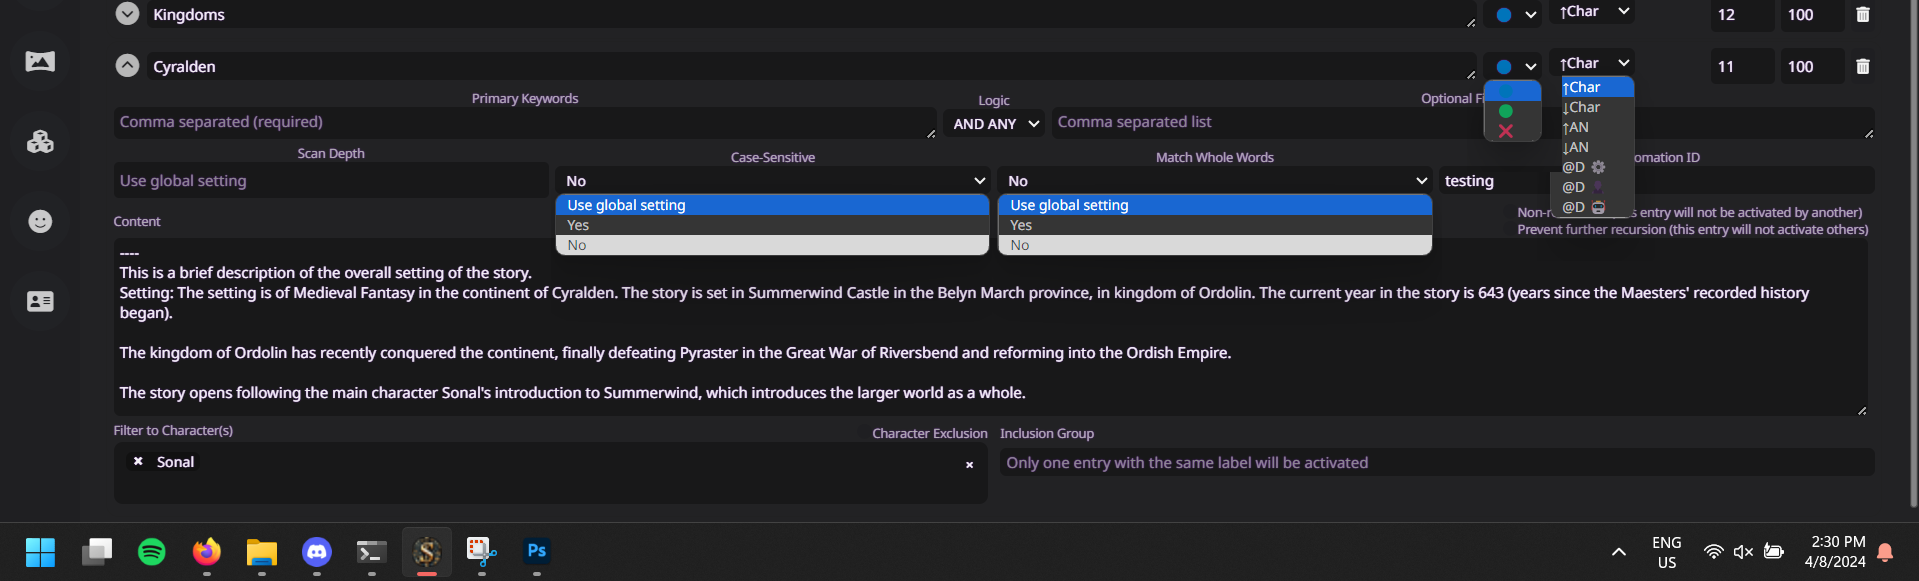 Kingdoms
↑Char
12
100
Cyralden
↑Char
11
100
Primary Keywords
Logic
Optional Fi
Comma separated (required)
AND ANY
Comma separated list
↑Char
↓Char
↑AN
↓AN
@D
@D
@D
Scan Depth
Case-Sensitive
Match Whole Words
omation ID
Use global setting
No
No
testing
Use global setting
Yes
No
Use global setting
Yes
No
Content
Non-r
s entry will not be activated by another)
Prevent further recursion (this entry will not activate others)
----
This is a brief description of the overall setting of the story.
Setting: The setting is of Medieval Fantasy in the continent of Cyralden. The story is set in Summerwind Castle in the Belyn March province, in kingdom of Ordolin. The current year in the story is 643 (years since the Maesters' recorded history
began).
The kingdom of Ordolin has recently conquered the continent, finally defeating Pyraster in the Great War of Riversbend and reforming into the Ordish Empire.
The story opens following the main character Sonal's introduction to Summerwind, which introduces the larger world as a whole.
Filter to Character(s)
Character Exclusion
Inclusion Group
× Sonal
×
Only one entry with the same label will be activated
S
Ps
ENG
US
2:30 PM
4/8/2024